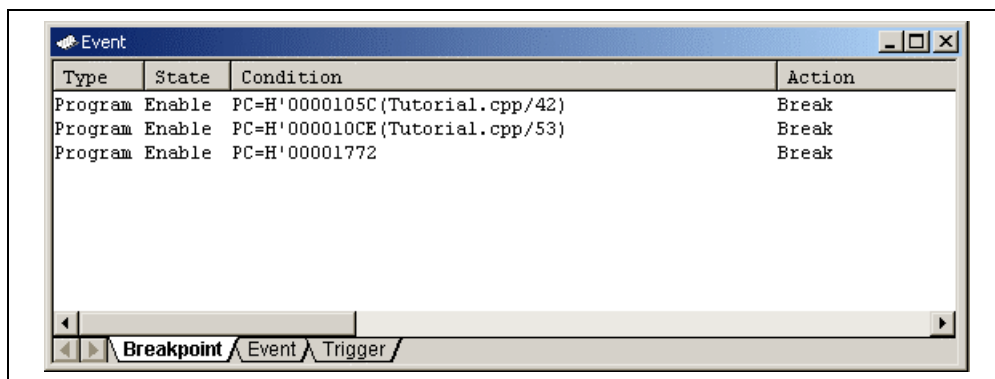 Event
Type State Condition Action
Program Enable PC=H'0000105C(Tutorial.cpp/42) Break
Program Enable PC=H'000010CE(Tutorial.cpp/53) Break
Program Enable PC=H'00001772 Break
Breakpoint Event Trigger